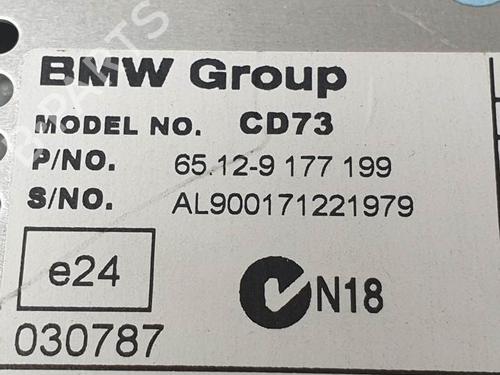 BMW Group
MODEL NO. CD73
P/NO. 65.12-9 177 199
S/NO. AL900171221979
e24
N18
030787